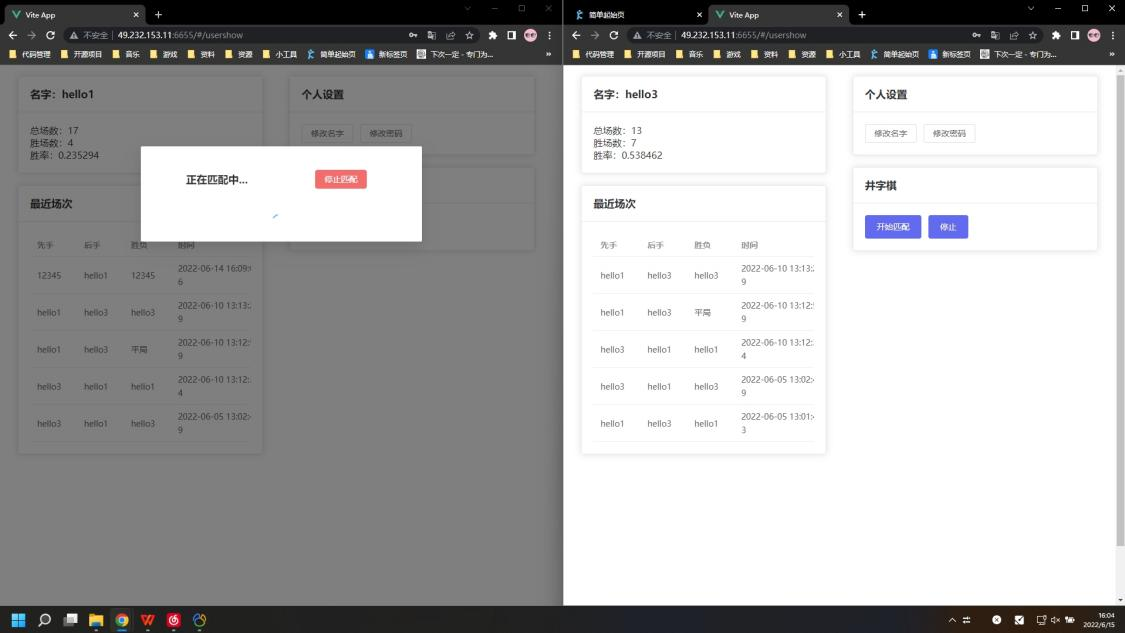 Vite App
不安全 49.232.153.11:6655/#/usershow
代码管理 开源项目 音乐 游戏 资料 资源 小工具 简单起始页 新标签页 下次一定 - 专门为... »
名字：hello1
总场数：17
胜场数：4
胜率：0.235294
个人设置
修改名字 修改密码
正在匹配中...
停止匹配
最近场次
先手 后手 胜负 时间
12345 hello1 12345 2022-06-14 16:09:
6
hello1 hello3 hello3 2022-06-10 13:13:2
9
hello1 hello3 平局 2022-06-10 13:12:
9
hello3 hello1 hello1 2022-06-10 13:12:
4
hello3 hello1 hello3 2022-06-05 13:02:
9
简单起始页 Vite App
不安全 49.232.153.11:6655/#/usershow
代码管理 开源项目 音乐 游戏 资料 资源 小工具 简单起始页 新标签页 下次一定 - 专门为... »
名字：hello3
总场数：13
胜场数：7
胜率：0.538462
个人设置
修改名字 修改密码
井字棋
开始匹配 停止
最近场次
先手 后手 胜负 时间
hello1 hello3 hello3 2022-06-10 13:13:2
9
hello1 hello3 平局 2022-06-10 13:12:
9
hello3 hello1 hello1 2022-06-10 13:12:
4
hello3 hello1 hello3 2022-06-05 13:02:
9
hello1 hello3 hello1 2022-06-05 13:01:
3
16:04
2022/6/15